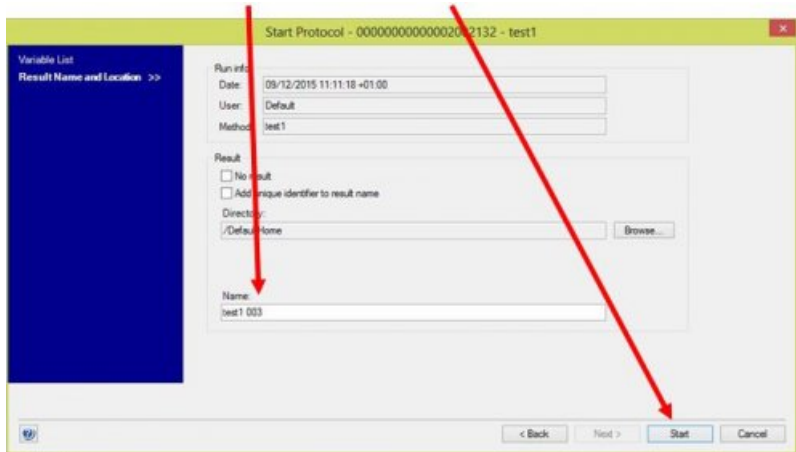 Start Protocol - 00000000000002002132 - test1
x
Variable List
Result Name and Location >>
Run info
Date: 09/12/2015 11:11:18 +01:00
User: Default
Method: test1
Result
No result
Add unique identifier to result name
Directory:
/DefaultHome
Browse...
Name:
test1 003
< Back Next > Start Cancel